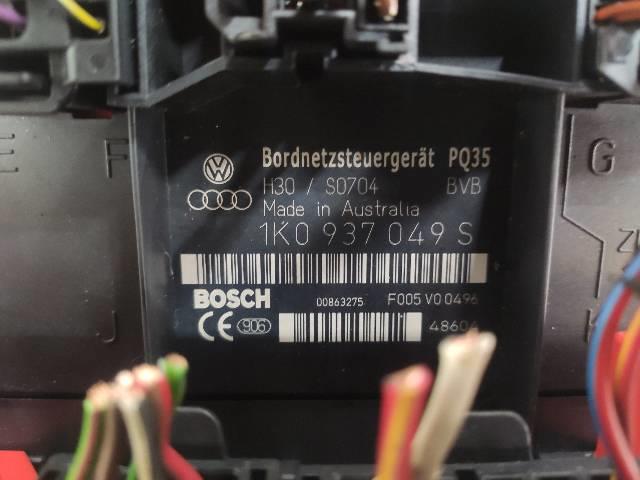 E F G
Bordnetzsteuergerät PQ35
H30 / S0704 BVB
Made in Australia
1K0 937 049 S
BOSCH 00863275 F005 V0 0496
CE 906 48604
J